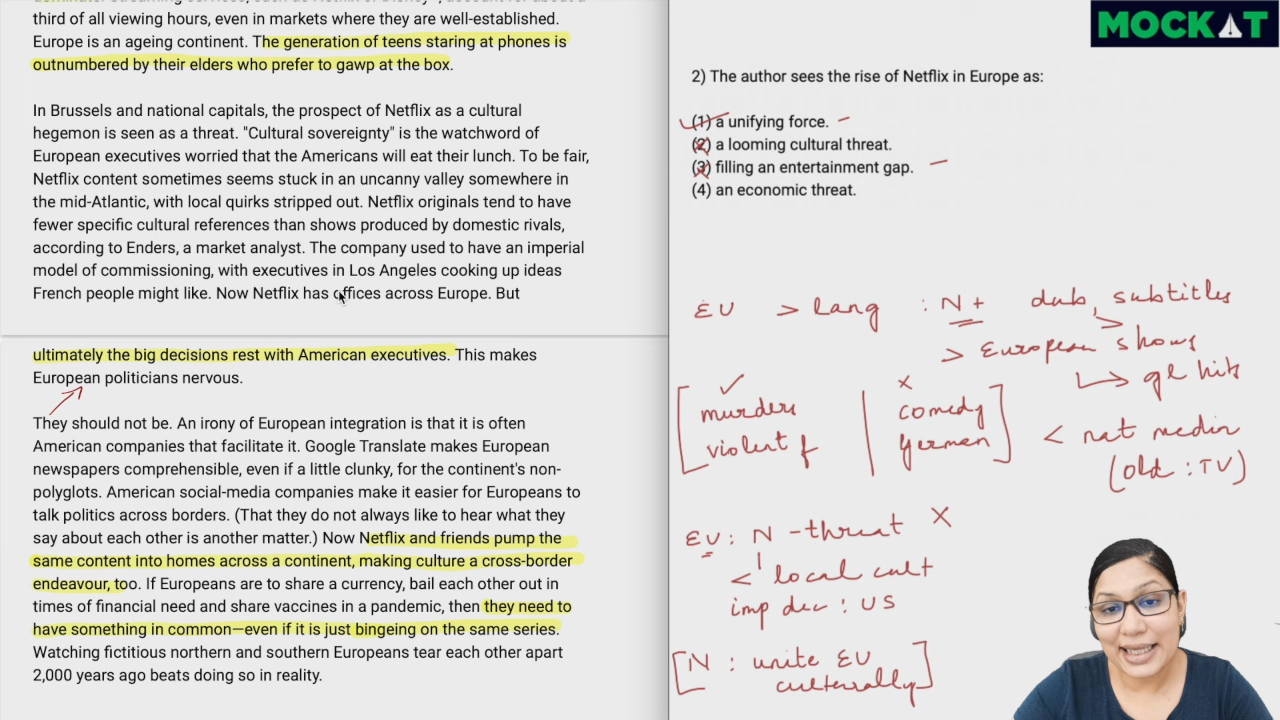 third of all viewing hours, even in markets where they are well-established.
Europe is an ageing continent. The generation of teens staring at phones is
outnumbered by their elders who prefer to gawp at the box.
In Brussels and national capitals, the prospect of Netflix as a cultural
hegemon is seen as a threat. "Cultural sovereignty" is the watchword of
European executives worried that the Americans will eat their lunch. To be fair,
Netflix content sometimes seems stuck in an uncanny valley somewhere in
the mid-Atlantic, with local quirks stripped out. Netflix originals tend to have
fewer specific cultural references than shows produced by domestic rivals,
according to Enders, a market analyst. The company used to have an imperial
model of commissioning, with executives in Los Angeles cooking up ideas
French people might like. Now Netflix has offices across Europe. But
ultimately the big decisions rest with American executives. This makes
European politicians nervous.
They should not be. An irony of European integration is that it is often
American companies that facilitate it. Google Translate makes European
newspapers comprehensible, even if a little clunky, for the continent's non-
polyglots. American social-media companies make it easier for Europeans to
talk politics across borders. (That they do not always like to hear what they
say about each other is another matter.) Now Netflix and friends pump the
same content into homes across a continent, making culture a cross-border
endeavour, too. If Europeans are to share a currency, bail each other out in
times of financial need and share vaccines in a pandemic, then they need to
have something in common—even if it is just bingeing on the same series.
Watching fictitious northern and southern Europeans tear each other apart
2,000 years ago beats doing so in reality.
MOCKAT
2) The author sees the rise of Netflix in Europe as:
(1) a unifying force.
(2) a looming cultural threat.
(3) filling an entertainment gap.
(4) an economic threat.
EU > lang : N + dub, subtitles
> European shows
↳ gl hits
murders | comedy
violent f | German
< nat media
(old : TV)
EU : N - threat X
< local cult
imp dec : US
[N : unite EU
culturally]